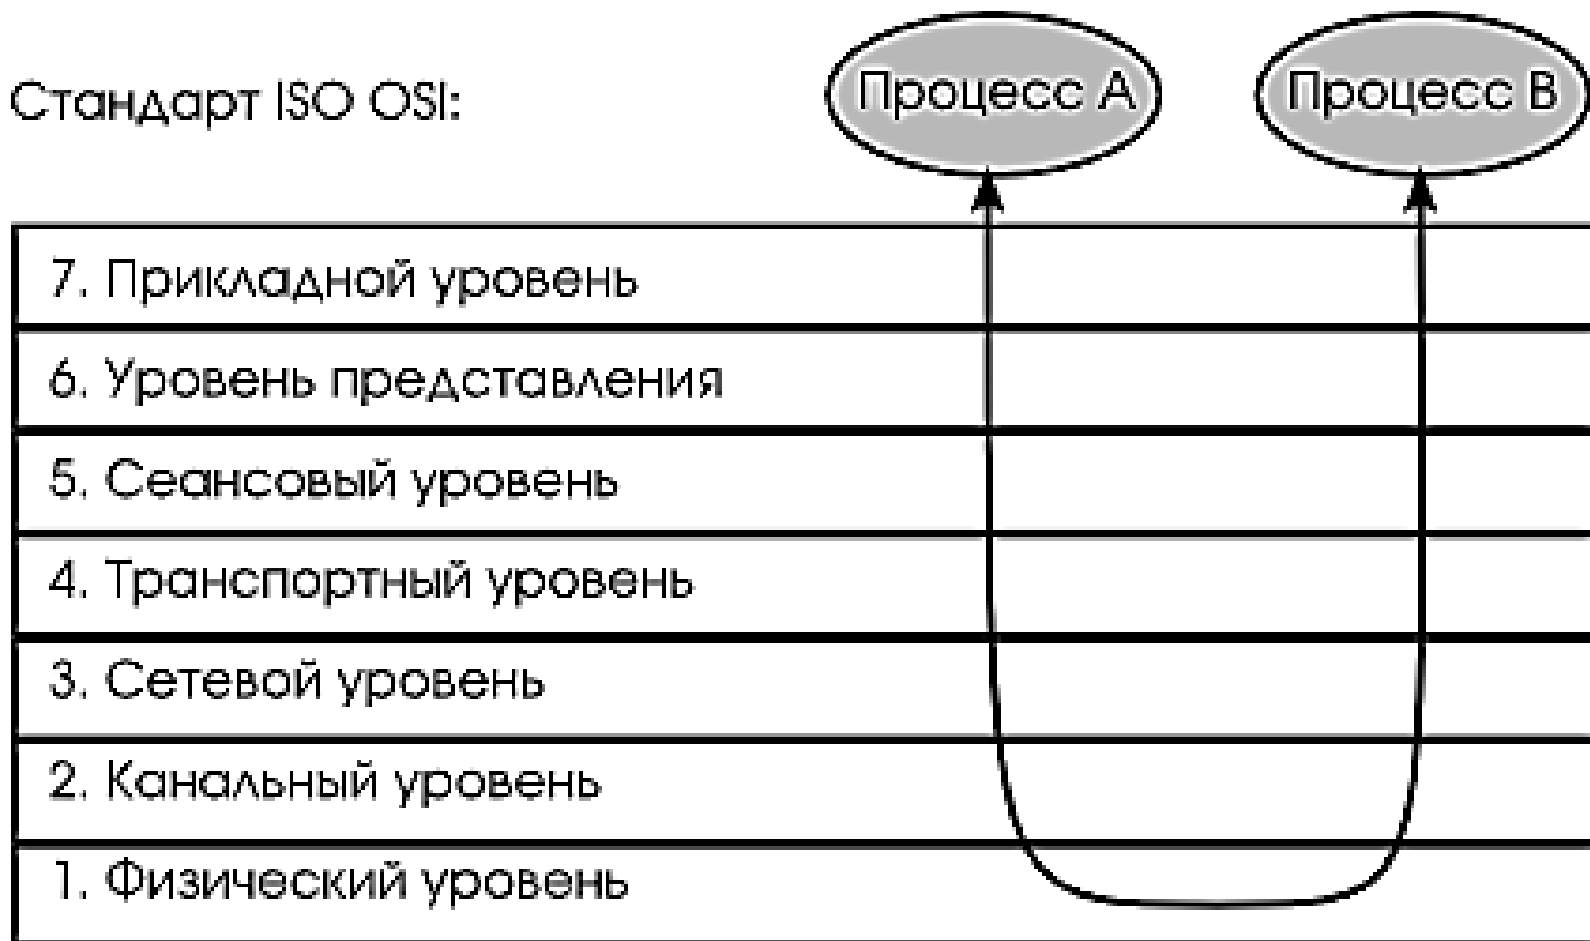 Стандарт ISO OSI:
Процесс A
Процесс B
7. Прикладной уровень
6. Уровень представления
5. Сеансовый уровень
4. Транспортный уровень
3. Сетевой уровень
2. Канальный уровень
1. Физический уровень